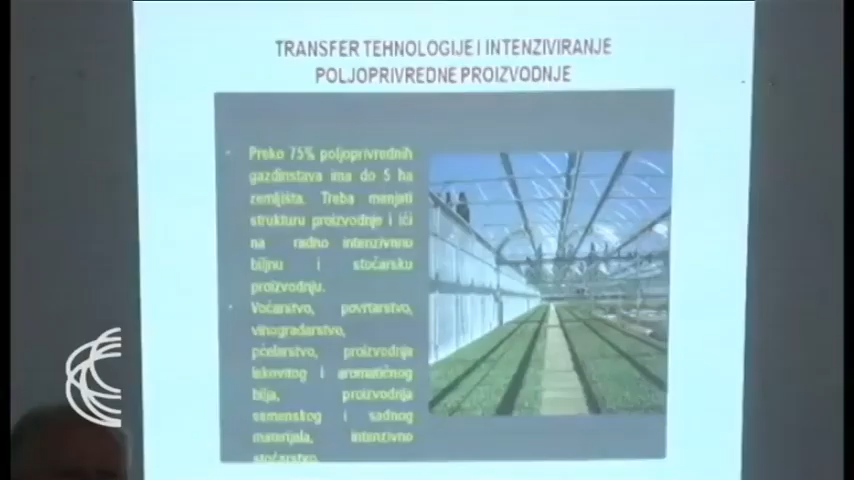 TRANSFER TEHNOLOGIJE I INTENZIVIRANJE
POLJOPRIVREDNE PROIZVODNJE
Preko 75% poljoprivrednih
gazdinstava ima do 5 ha
zemljišta. Treba menjati
strukturu proizvodnje i ići
na radno intenzivnno
biljnu i stočarsku
proizvodnju.
Voćarstvo, povrtarstvo,
vinogradarstvo,
pčelarstvo, proizvodnja
lekovitog i aromatičnog
bilja, proizvodnja
semenskog i sadnog
materijala, intenzivno
stočarstvo